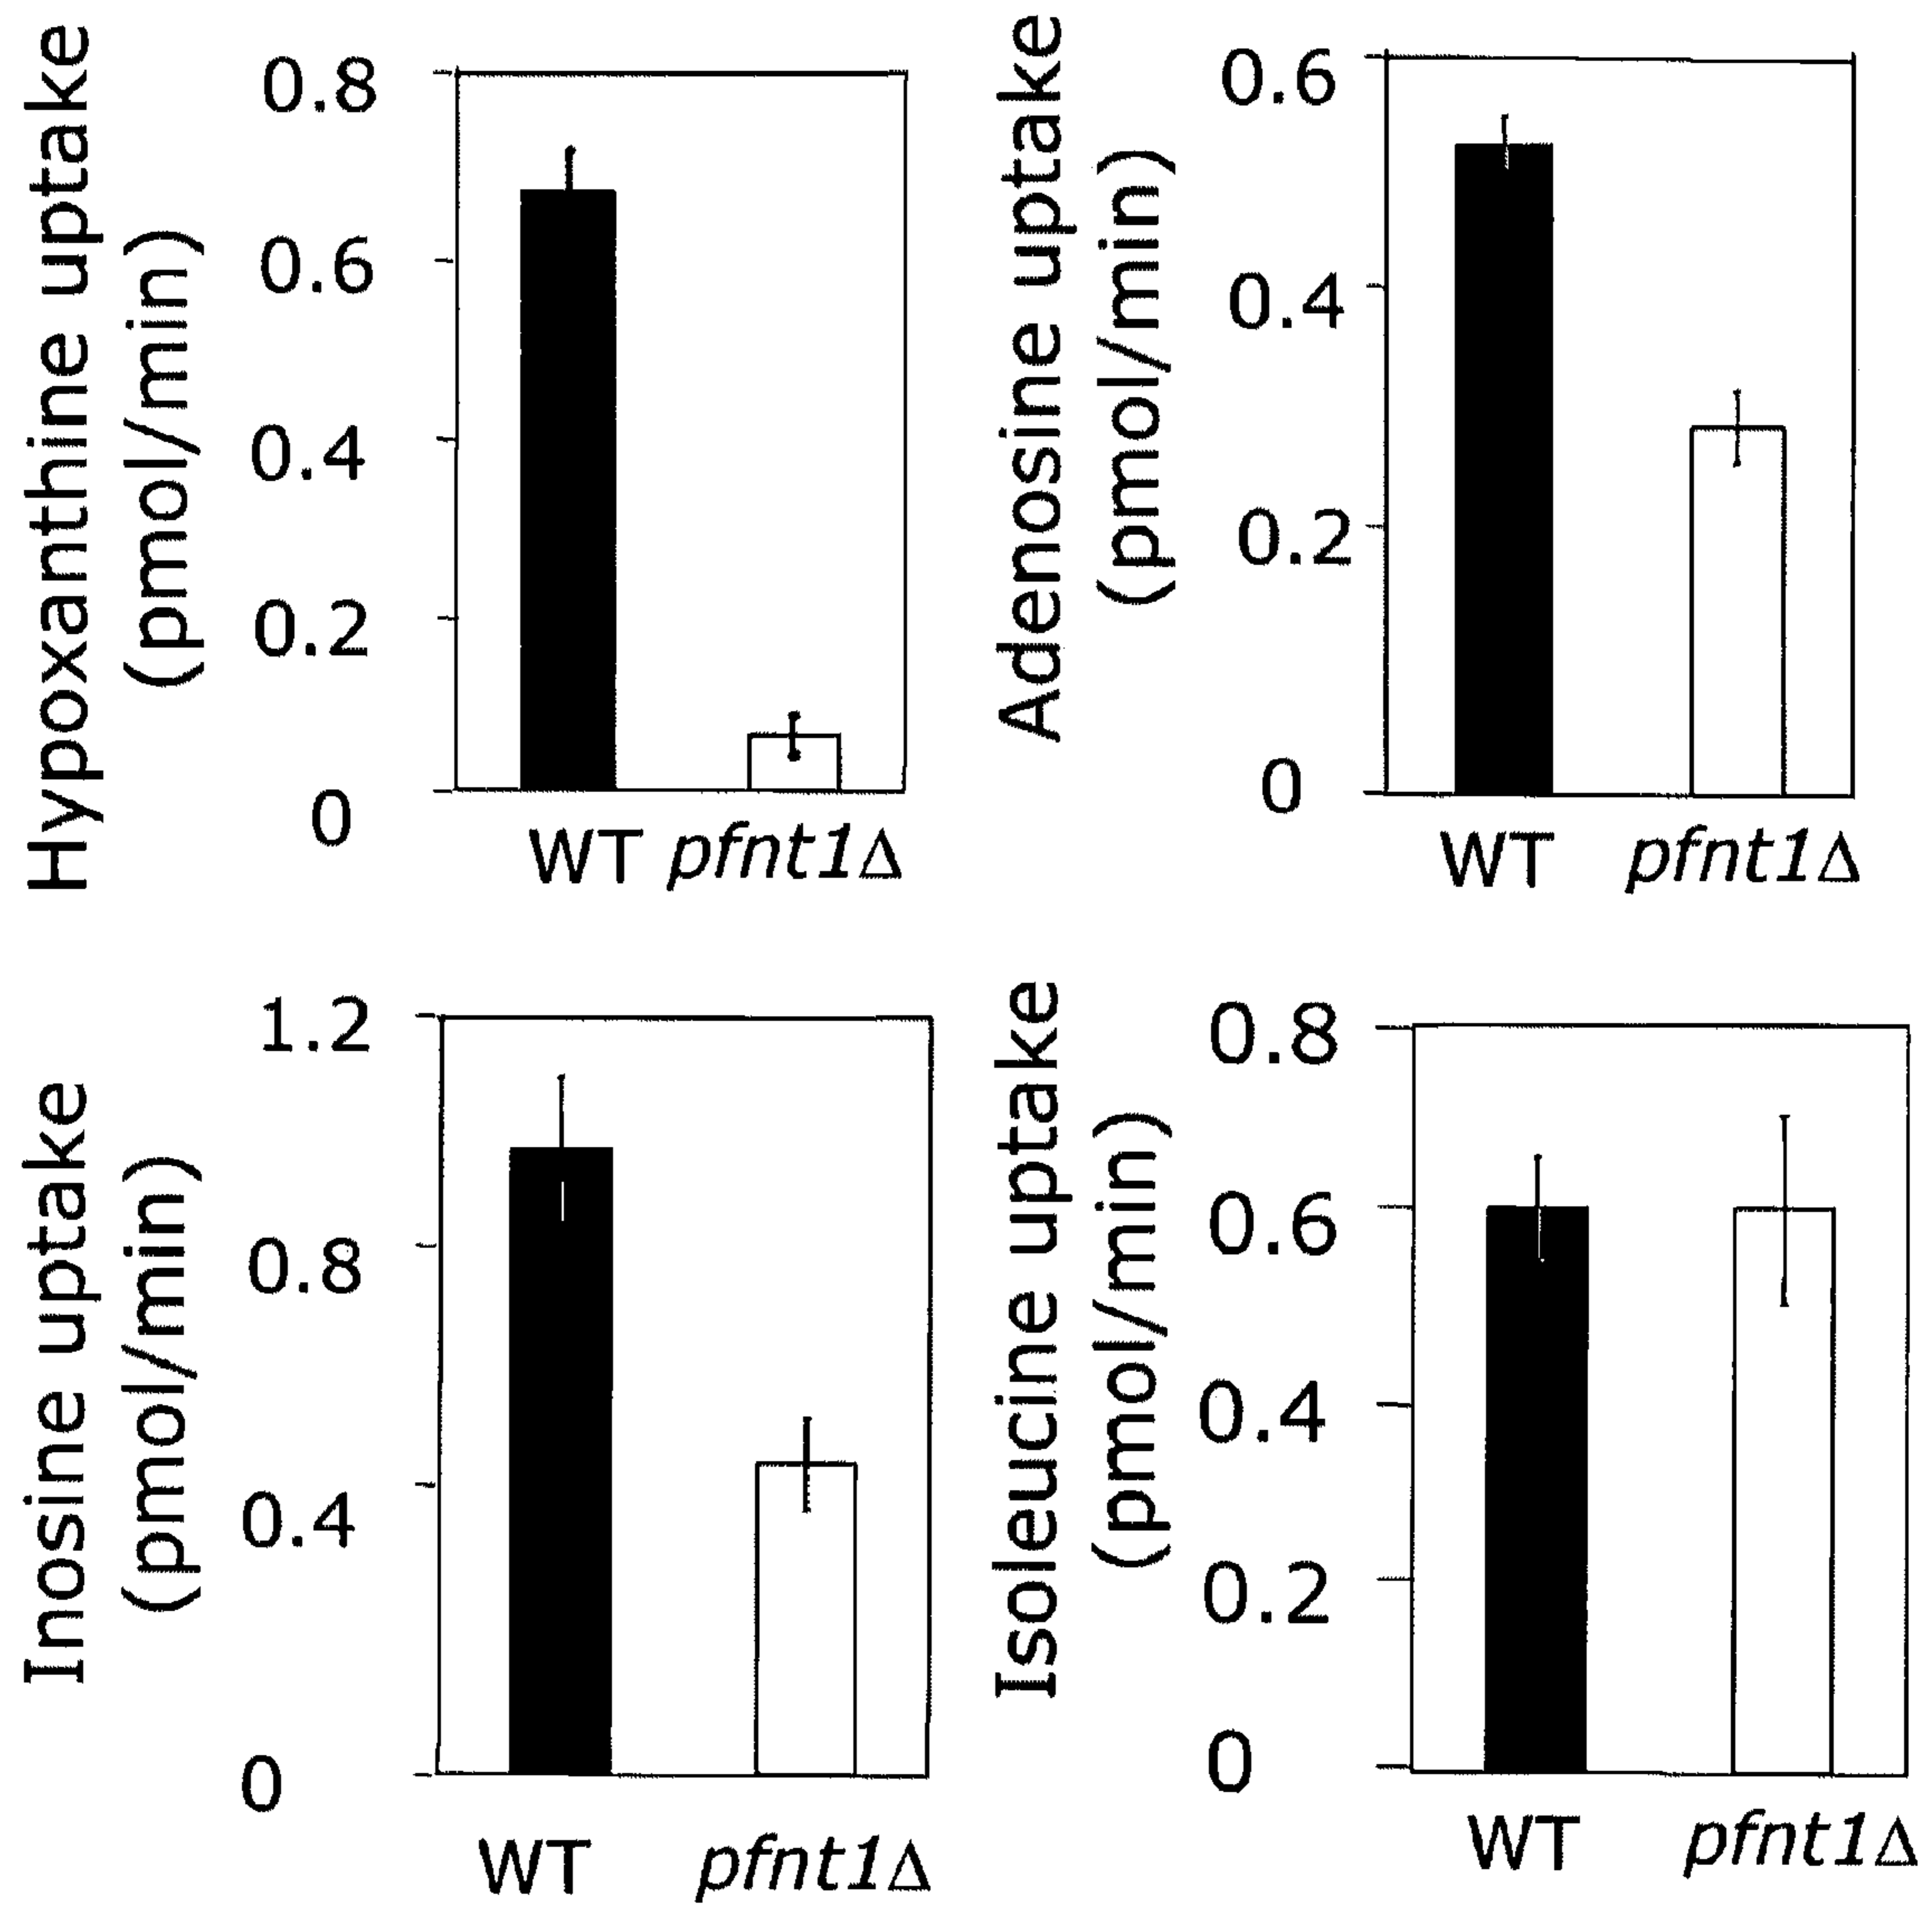 Hypoxanthine uptake
(pmol/min)
0.8
0.6
0.4
0.2
0
WT pfnt1Δ
Adenosine uptake
(pmol/min)
0.6
0.4
0.2
0
WT pfnt1Δ
Inosine uptake
(pmol/min)
1.2
0.8
0.4
0
WT pfnt1Δ
Isoleucine uptake
(pmol/min)
0.8
0.6
0.4
0.2
0
WT pfnt1Δ